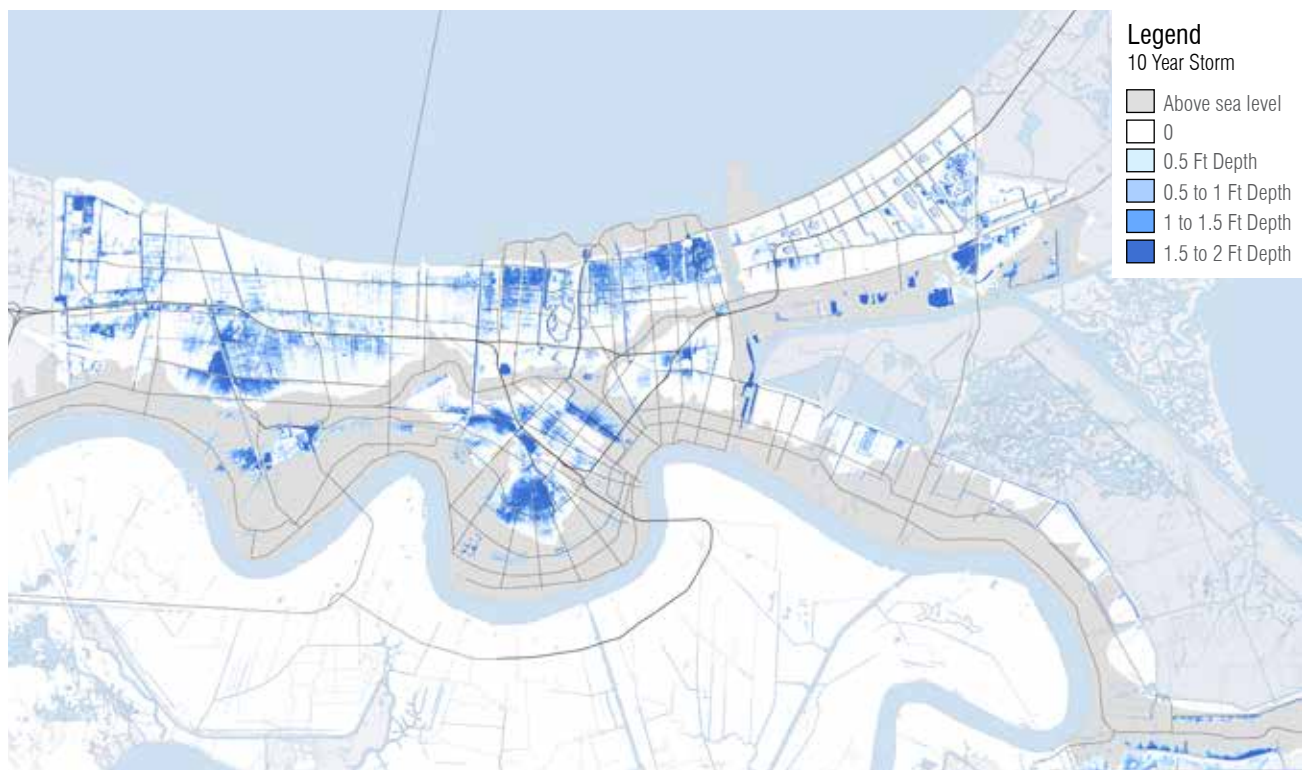 Legend
10 Year Storm
Above sea level
0
0.5 Ft Depth
0.5 to 1 Ft Depth
1 to 1.5 Ft Depth
1.5 to 2 Ft Depth